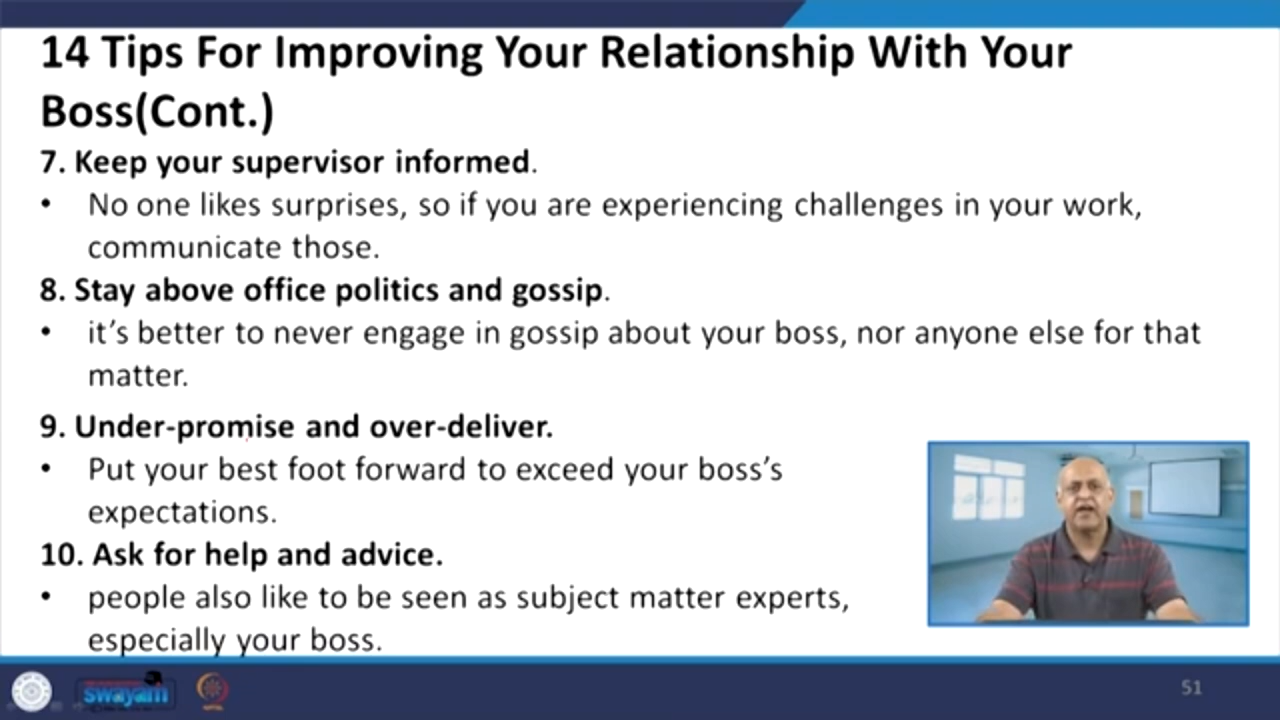 14 Tips For Improving Your Relationship With Your
Boss(Cont.)
7. Keep your supervisor informed.
• No one likes surprises, so if you are experiencing challenges in your work,
communicate those.
8. Stay above office politics and gossip.
• it’s better to never engage in gossip about your boss, nor anyone else for that
matter.
9. Under-promise and over-deliver.
• Put your best foot forward to exceed your boss’s
expectations.
10. Ask for help and advice.
• people also like to be seen as subject matter experts,
especially your boss.
swayam
51